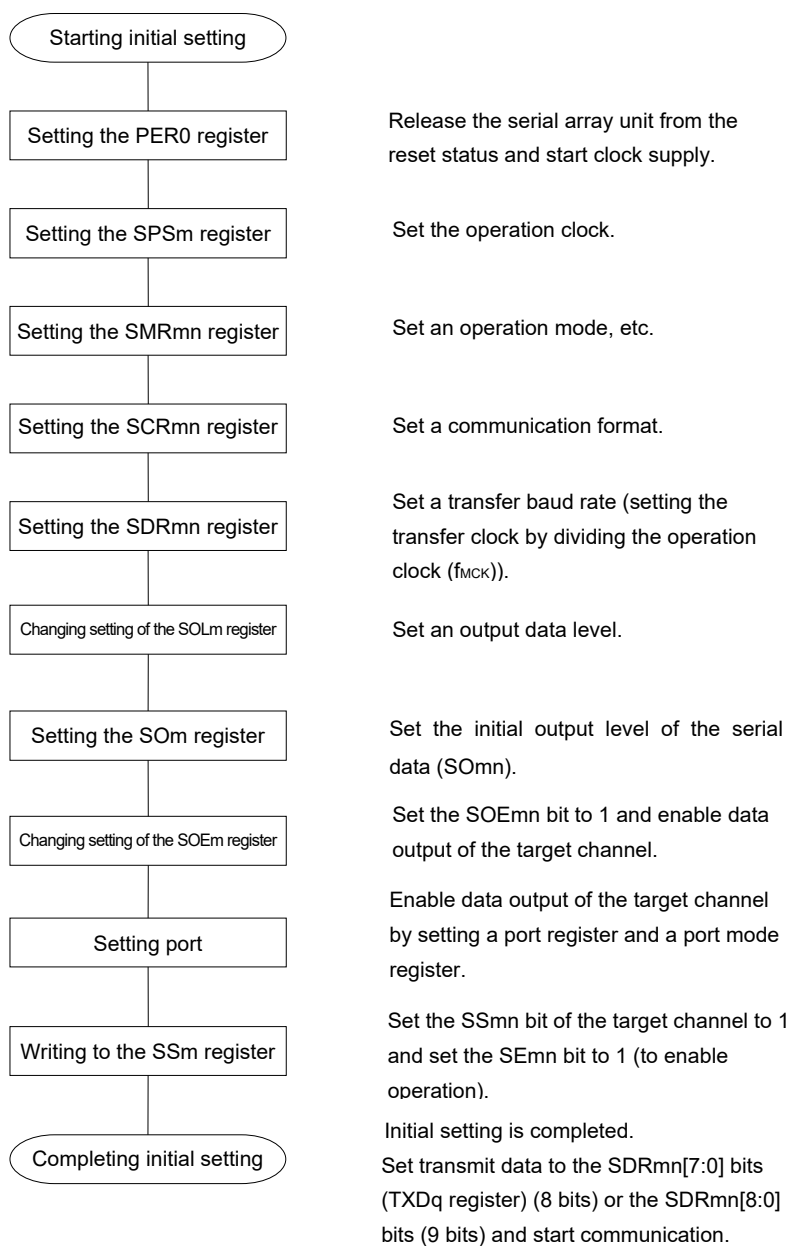 Starting initial setting
Setting the PER0 register
Release the serial array unit from the
reset status and start clock supply.
Setting the SPSm register
Set the operation clock.
Setting the SMRmn register
Set an operation mode, etc.
Setting the SCRmn register
Set a communication format.
Setting the SDRmn register
Set a transfer baud rate (setting the
transfer clock by dividing the operation
clock (fMCK)).
Changing setting of the SOLm register
Set an output data level.
Setting the SOm register
Set the initial output level of the serial
data (SOmn).
Changing setting of the SOEm register
Set the SOEmn bit to 1 and enable data
output of the target channel.
Setting port
Enable data output of the target channel
by setting a port register and a port mode
register.
Writing to the SSm register
Set the SSmn bit of the target channel to 1
and set the SEmn bit to 1 (to enable
operation).
Completing initial setting
Initial setting is completed.
Set transmit data to the SDRmn[7:0] bits
(TXDq register) (8 bits) or the SDRmn[8:0]
bits (9 bits) and start communication.